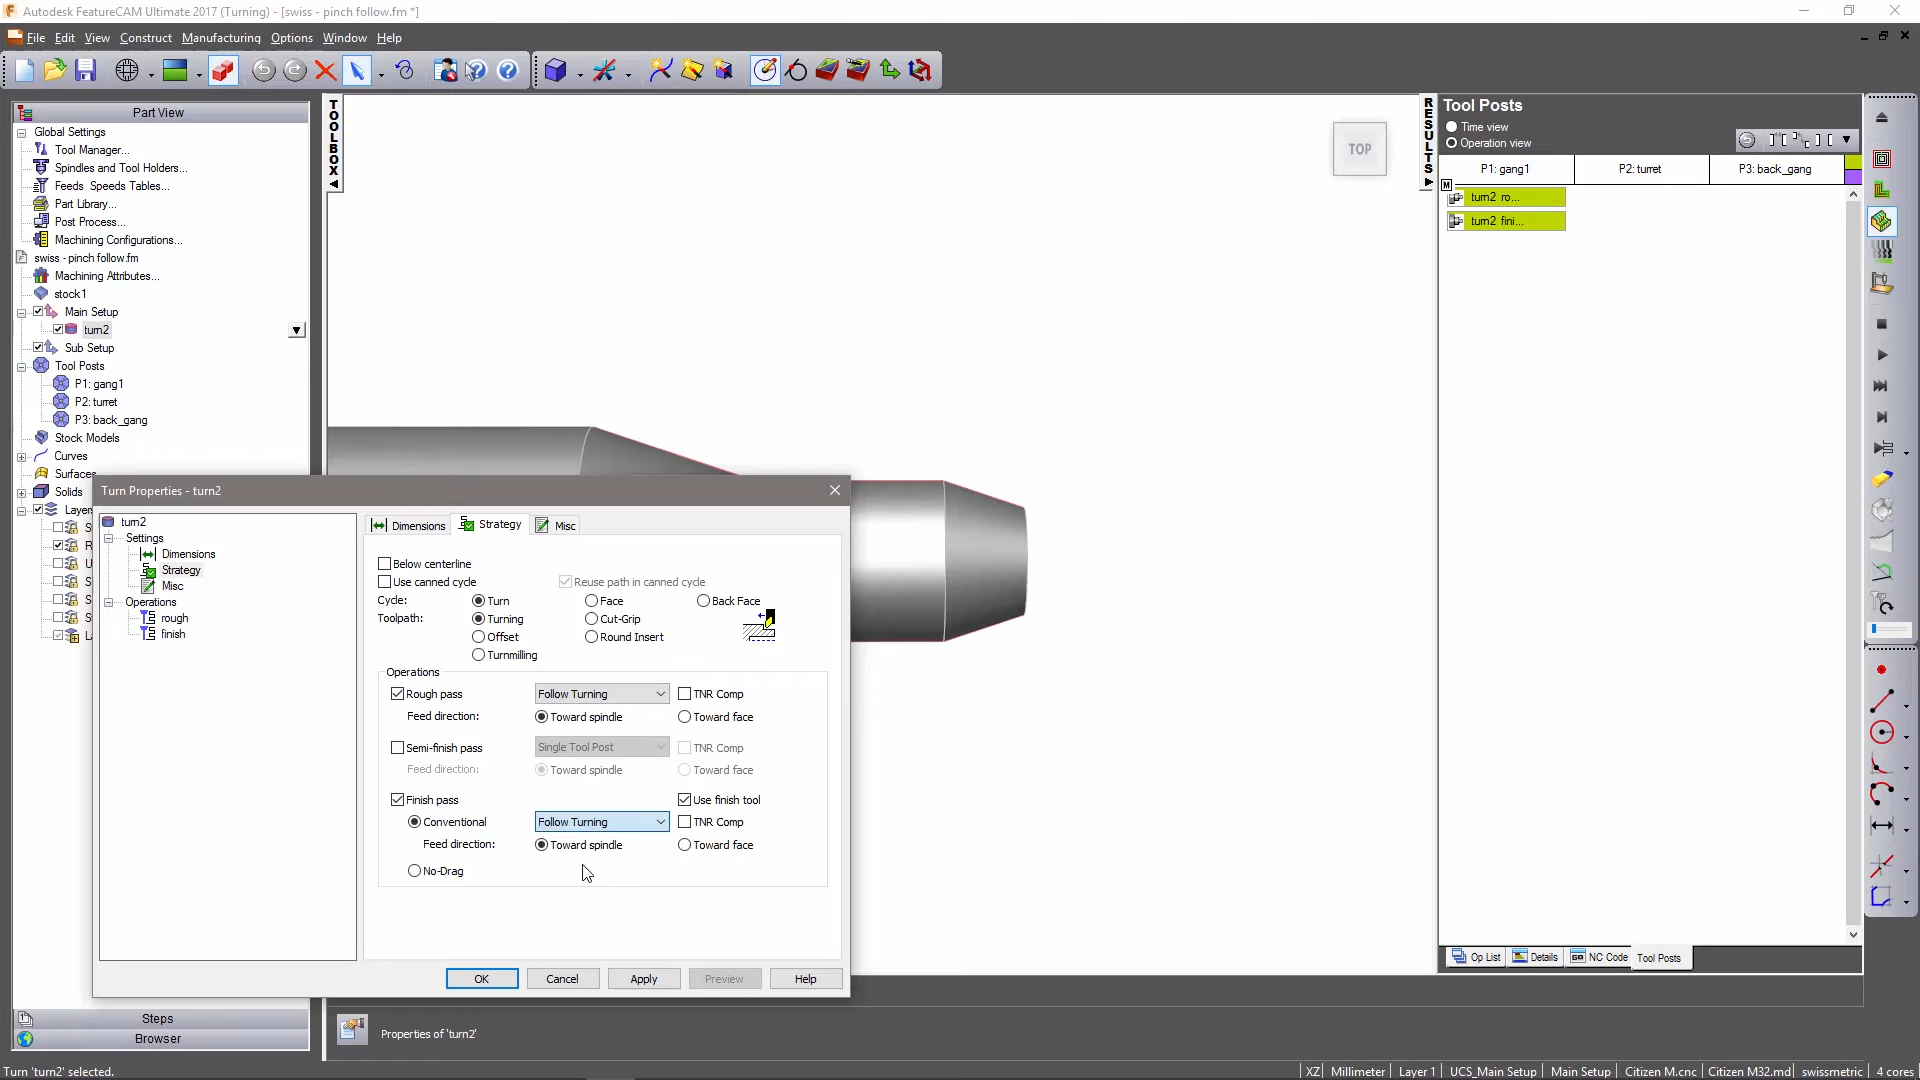 Autodesk FeatureCAM Ultimate 2017 (Turning) - [swiss - pinch follow.fm *]
File Edit View Construct Manufacturing Options Window Help
Part View
Global Settings
Tool Manager...
Spindles and Tool Holders...
Feeds Speeds Tables...
Part Library...
Post Process...
Machining Configurations...
swiss - pinch follow.fm
Machining Attributes...
stock1
Main Setup
turn2
Sub Setup
Tool Posts
P1: gang1
P2: turret
P3: back_gang
Stock Models
Curves
Surfaces
Solids
Layers
S
R
U
S
S
S
La
Steps
Browser
TOOLBOX
TOP
RESULTS
Tool Posts
Time view
Operation view
P1: gang1 P2: turret P3: back_gang
M
turn2 ro...
turn2 fini...
Op List Details NC Code Tool Posts
Turn Properties - turn2
turn2
Settings
Dimensions
Strategy
Misc
Operations
rough
finish
Dimensions Strategy Misc
Below centerline
Use canned cycle Reuse path in canned cycle
Cycle: Turn Face Back Face
Toolpath: Turning Cut-Grip
Offset Round Insert
Turnmilling
Operations
Rough pass Follow Turning TNR Comp
Feed direction: Toward spindle Toward face
Semi-finish pass Single Tool Post TNR Comp
Feed direction: Toward spindle Toward face
Finish pass Use finish tool
Conventional Follow Turning TNR Comp
Feed direction: Toward spindle Toward face
No-Drag
OK Cancel Apply Preview Help
Properties of 'turn2'
Turn 'turn2' selected.
XZ Millimeter Layer 1 UCS_Main Setup Main Setup Citizen M.cnc Citizen M32.md swissmetric 4 cores